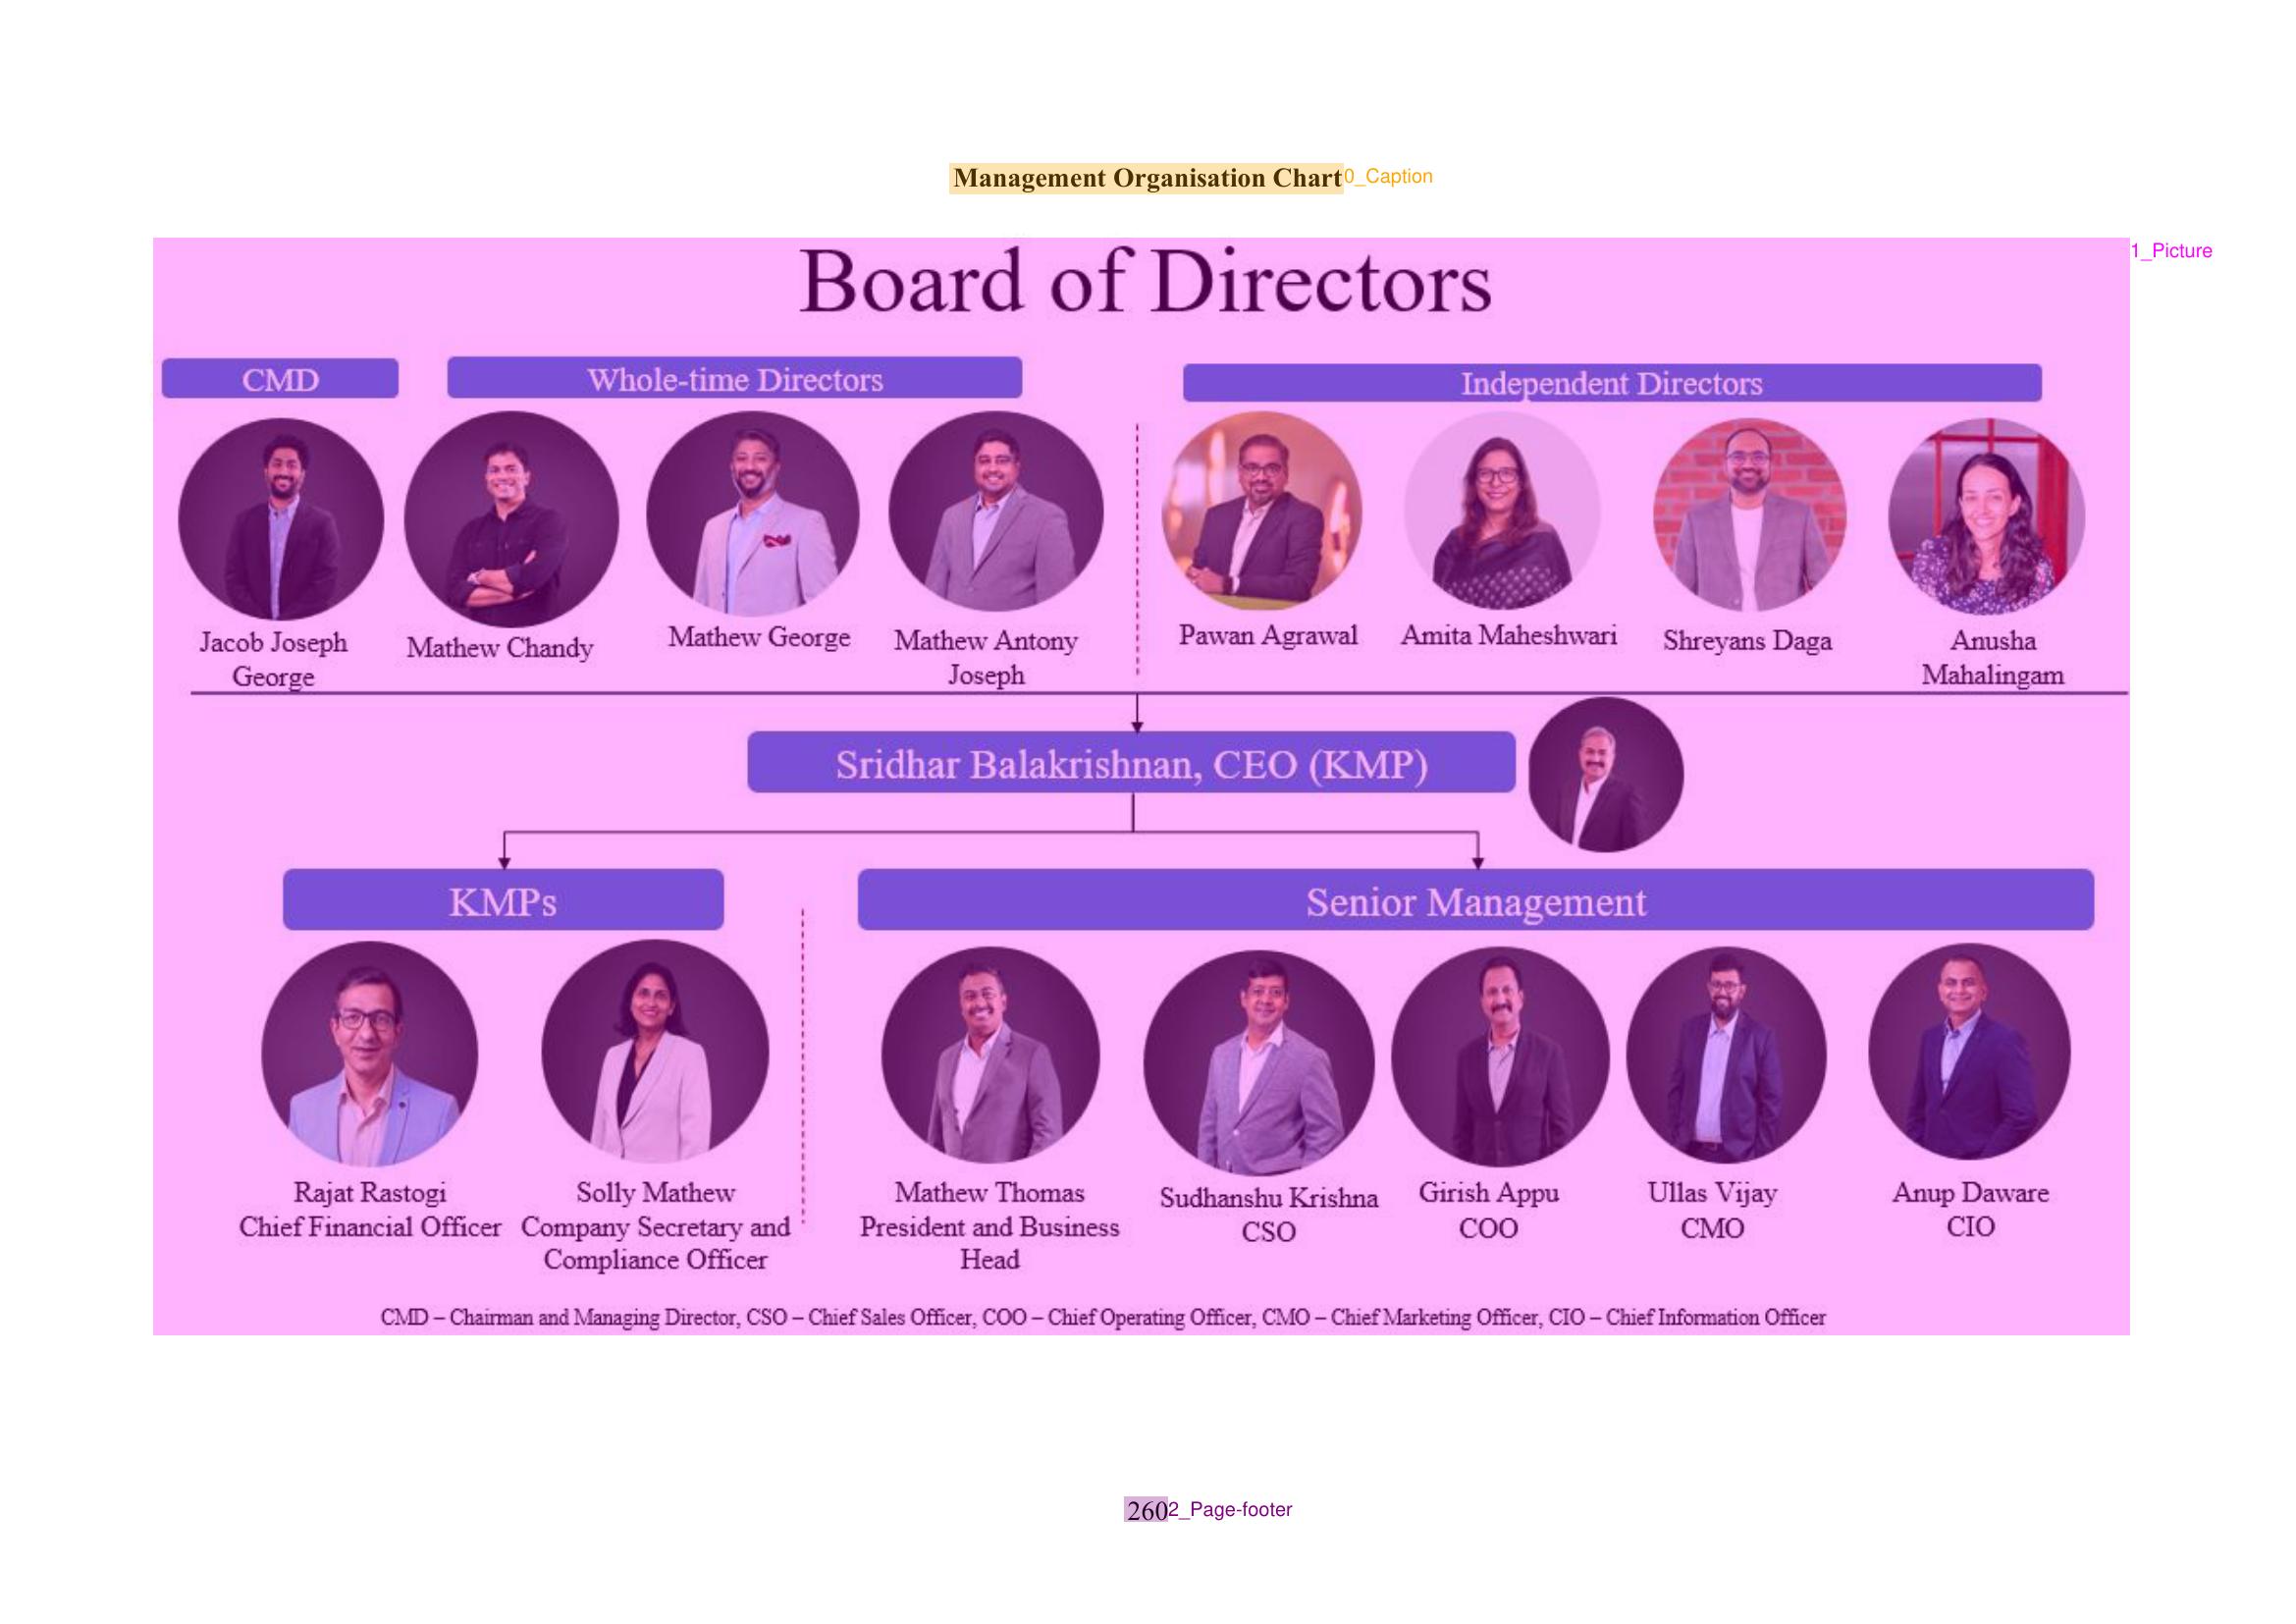 Management Organisation Chart
0_Caption
1_Picture
Board of Directors
CMD
Whole-time Directors
Independent Directors
Jacob Joseph
George
Mathew Chandy
Mathew George
Mathew Antony
Joseph
Pawan Agrawal
Amita Maheshwari
Shreyans Daga
Anusha
Mahalingam
Sridhar Balakrishnan, CEO (KMP)
KMPs
Senior Management
Rajat Rastogi
Chief Financial Officer
Solly Mathew
Company Secretary and
Compliance Officer
Mathew Thomas
President and Business
Head
Sudhanshu Krishna
CSO
Girish Appu
COO
Ullas Vijay
CMO
Anup Daware
CIO
CMD – Chairman and Managing Director, CSO – Chief Sales Officer, COO – Chief Operating Officer, CMO – Chief Marketing Officer, CIO – Chief Information Officer
260
2_Page-footer